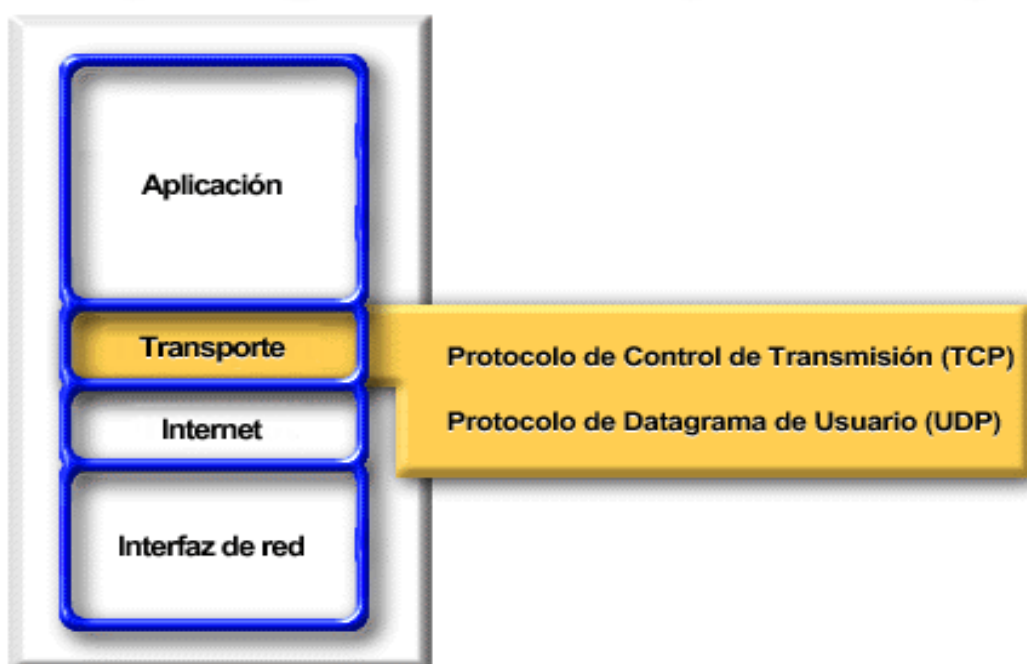 Aplicación
Transporte
Protocolo de Control de Transmisión (TCP)
Protocolo de Datagrama de Usuario (UDP)
Internet
Interfaz de red